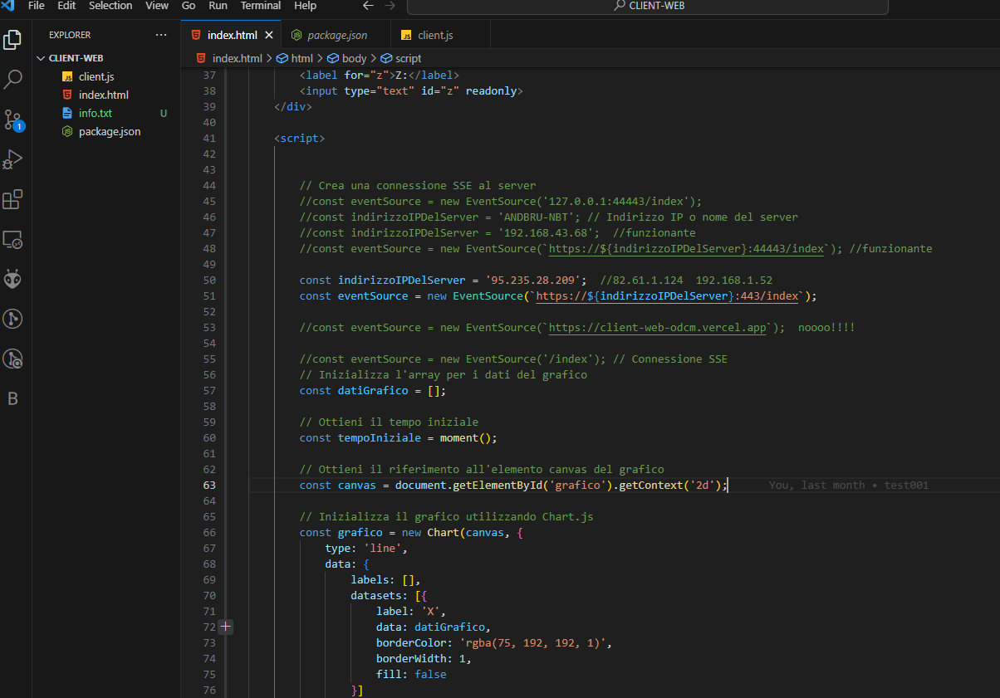 File Edit Selection View Go Run Terminal Help
CLIENT-WEB
EXPLORER
index.html
package.json
client.js
CLIENT-WEB
client.js
index.html
info.txt U
package.json
1
B
index.html > html > body > script
37 <label for="z">Z:</label>
38 <input type="text" id="z" readonly>
39 </div>
40
41 <script>
42
43
44 // Crea una connessione SSE al server
45 //const eventSource = new EventSource('127.0.0.1:44443/index');
46 //const indirizzoIPDelServer = 'ANDBRU-NBT'; // Indirizzo IP o nome del server
47 //const indirizzoIPDelServer = '192.168.43.68'; //funzionante
48 //const eventSource = new EventSource(`https://${indirizzoIPDelServer}:44443/index`); //funzionante
49
50 const indirizzoIPDelServer = '95.235.28.209'; //82.61.1.124 192.168.1.52
51 const eventSource = new EventSource(`https://${indirizzoIPDelServer}:443/index`);
52
53 //const eventSource = new EventSource(`https://client-web-odcm.vercel.app`); noooo!!!!
54
55 //const eventSource = new EventSource('/index'); // Connessione SSE
56 // Inizializza l'array per i dati del grafico
57 const datiGrafico = [];
58
59 // Ottieni il tempo iniziale
60 const tempoIniziale = moment();
61
62 // Ottieni il riferimento all'elemento canvas del grafico
63 const canvas = document.getElementById('grafico').getContext('2d'); You, last month • test001
64
65 // Inizializza il grafico utilizzando Chart.js
66 const grafico = new Chart(canvas, {
67 type: 'line',
68 data: {
69 labels: [],
70 datasets: [{
71 label: 'X',
72 data: datiGrafico,
73 borderColor: 'rgba(75, 192, 192, 1)',
74 borderWidth: 1,
75 fill: false
76 }]